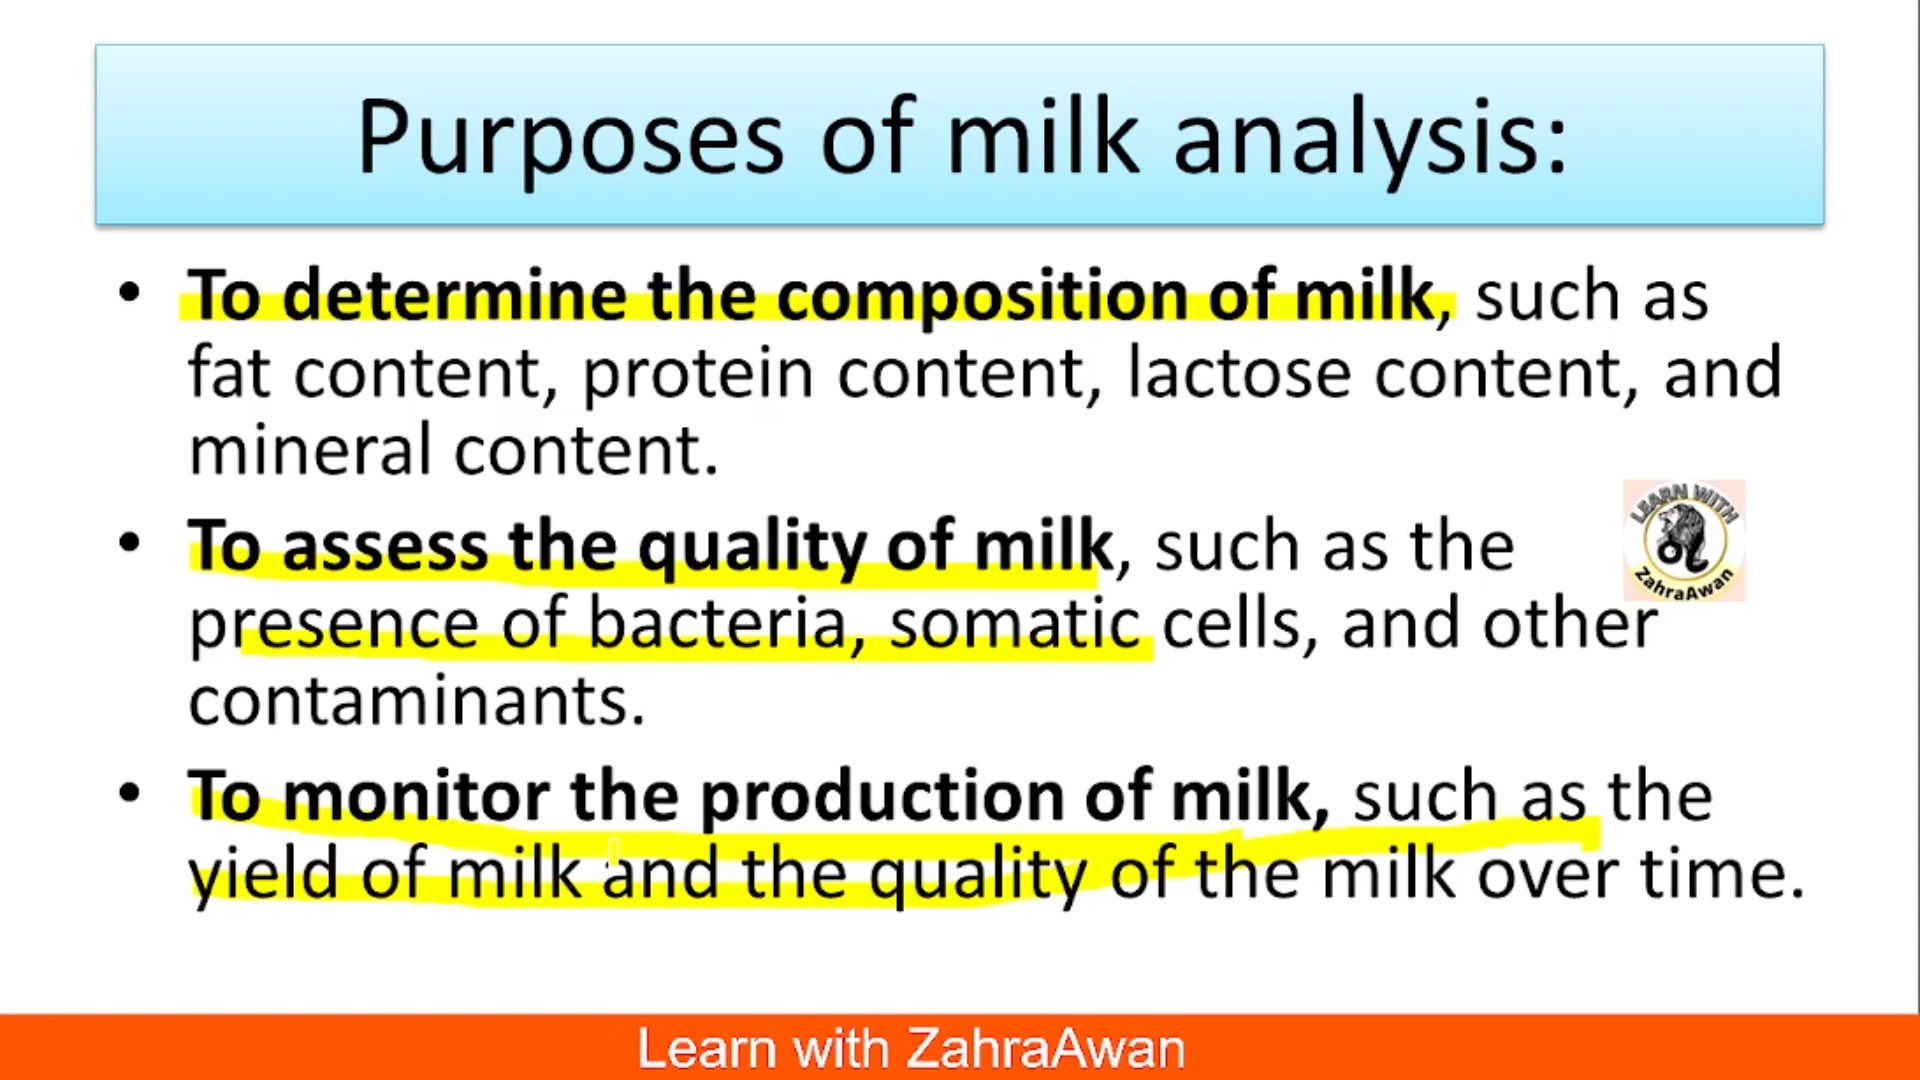 Purposes of milk analysis:
• To determine the composition of milk, such as
fat content, protein content, lactose content, and
mineral content.
• To assess the quality of milk, such as the
presence of bacteria, somatic cells, and other
contaminants.
• To monitor the production of milk, such as the
yield of milk and the quality of the milk over time.
LEARN WITH
ZahraAwan
Learn with ZahraAwan